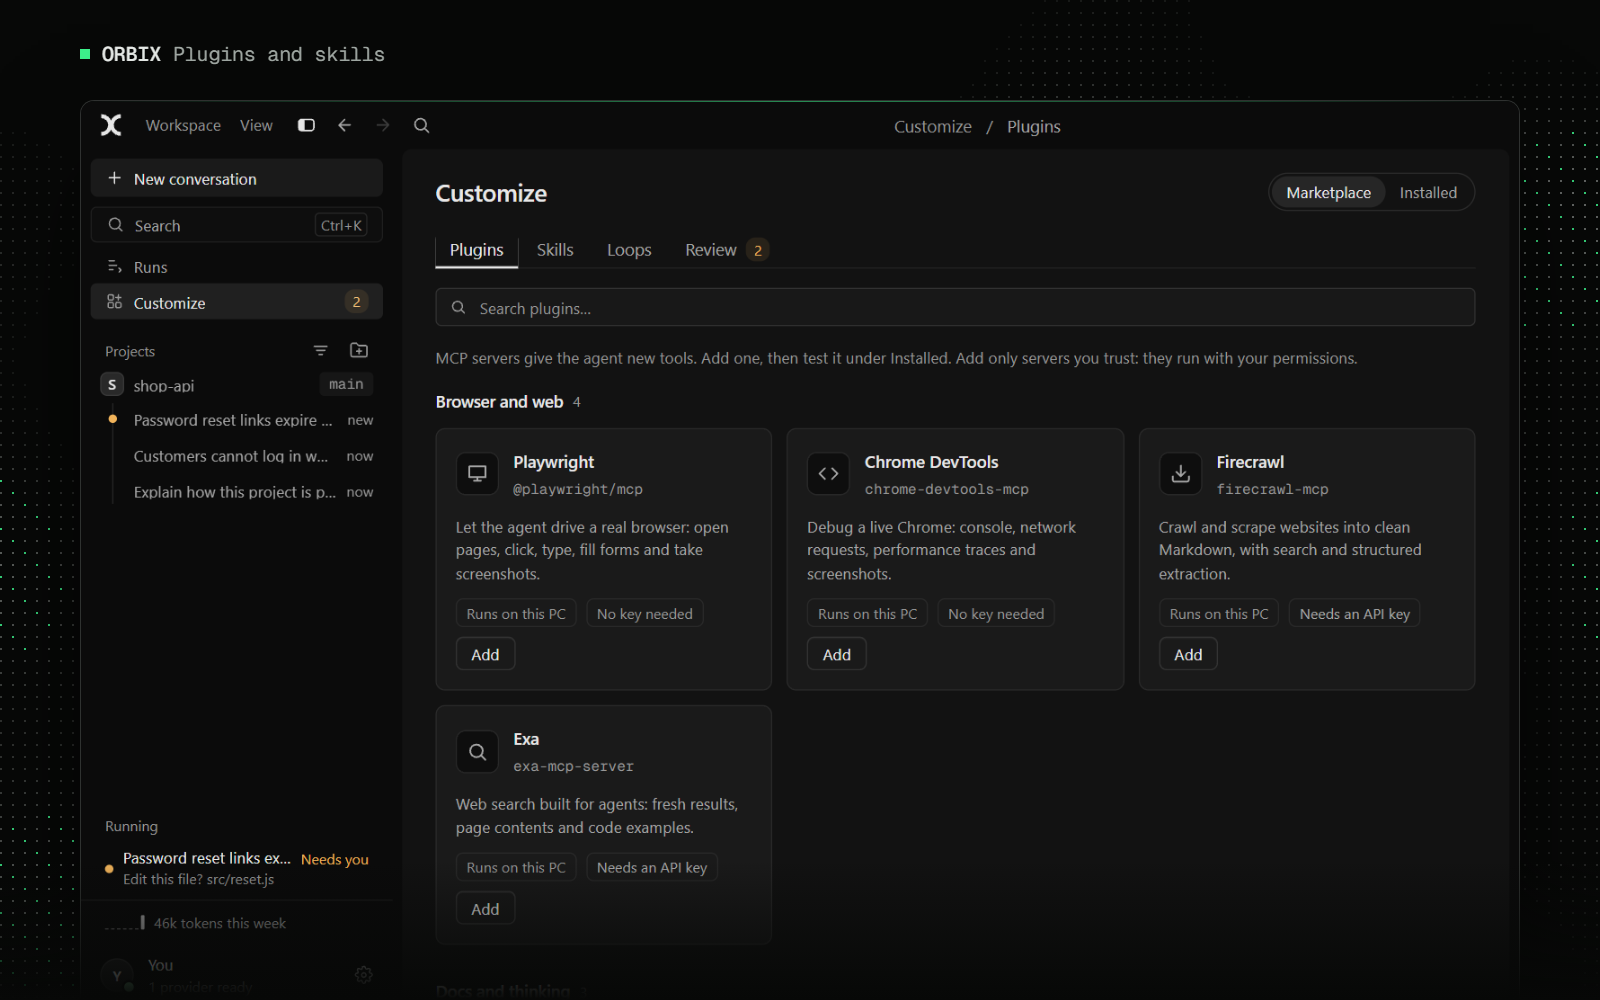 ORBIX Plugins and skills
Workspace View
Customize / Plugins
New conversation
Search Ctrl+K
Runs
Customize 2
Projects
S shop-api main
Password reset links expire ... new
Customers cannot log in w... now
Explain how this project is p... now
Running
Password reset links ex... Needs you
Edit this file? src/reset.js
46k tokens this week
Y You
1 provider ready
Customize
Marketplace Installed
Plugins Skills Loops Review 2
Search plugins...
MCP servers give the agent new tools. Add one, then test it under Installed. Add only servers you trust: they run with your permissions.
Browser and web 4
Playwright
@playwright/mcp
Let the agent drive a real browser: open
pages, click, type, fill forms and take
screenshots.
Runs on this PC No key needed
Add
Chrome DevTools
chrome-devtools-mcp
Debug a live Chrome: console, network
requests, performance traces and
screenshots.
Runs on this PC No key needed
Add
Firecrawl
firecrawl-mcp
Crawl and scrape websites into clean
Markdown, with search and structured
extraction.
Runs on this PC Needs an API key
Add
Exa
exa-mcp-server
Web search built for agents: fresh results,
page contents and code examples.
Runs on this PC Needs an API key
Add
Docs and thinking